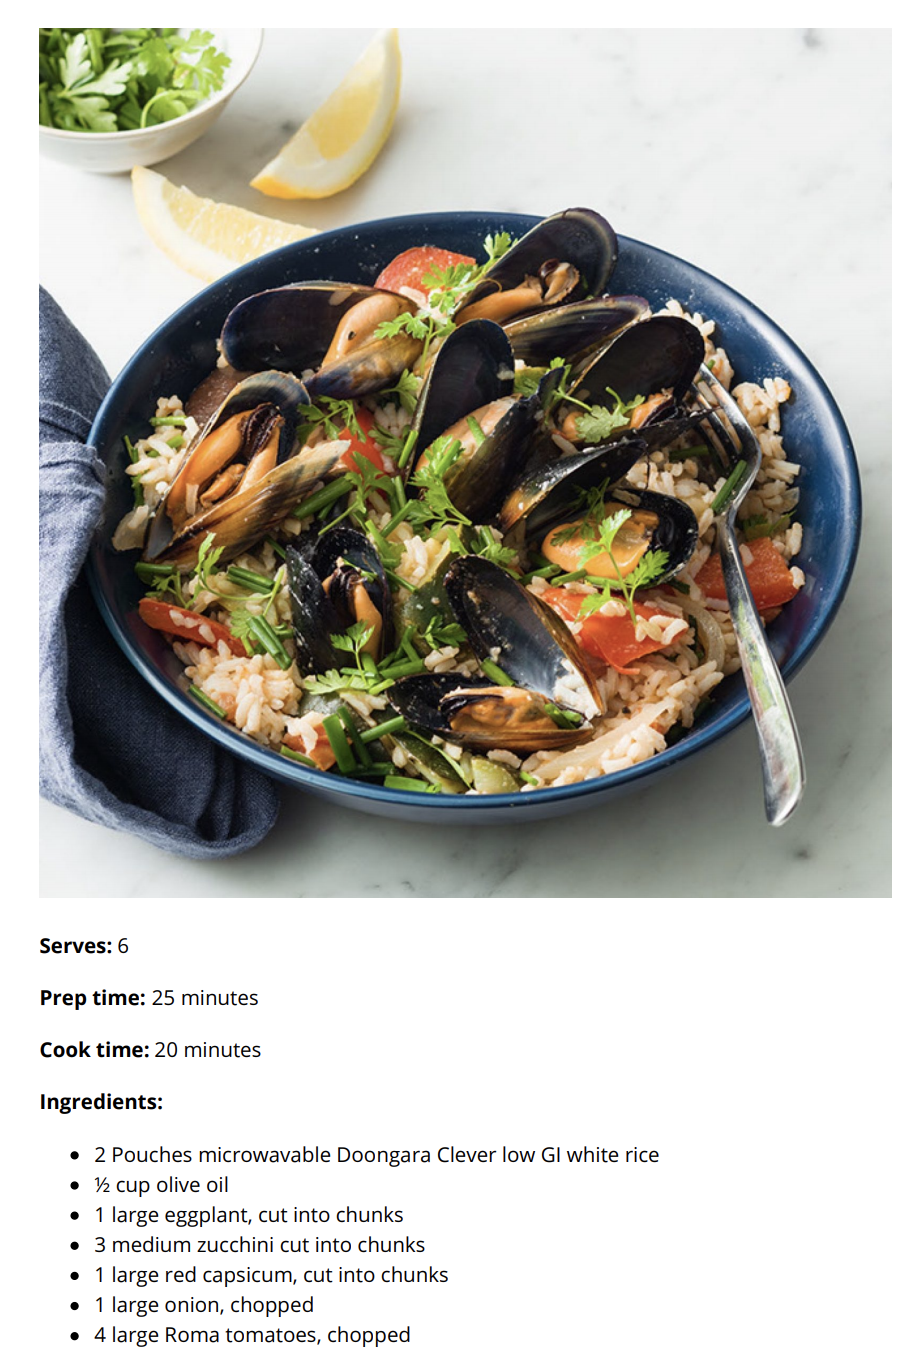 Serves: 6
Prep time: 25 minutes
Cook time: 20 minutes
Ingredients:
2 Pouches microwavable Doongara Clever low GI white rice
½ cup olive oil
1 large eggplant, cut into chunks
3 medium zucchini cut into chunks
1 large red capsicum, cut into chunks
1 large onion, chopped
4 large Roma tomatoes, chopped